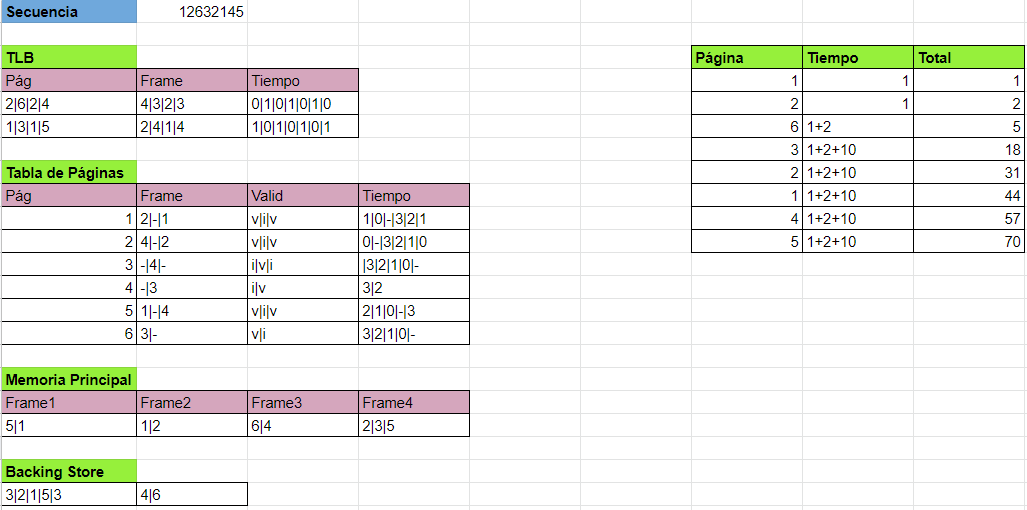 Secuencia 12632145
TLB
Pág Frame Tiempo
2|6|2|4 4|3|2|3 0|1|0|1|0|1|0
1|3|1|5 2|4|1|4 1|0|1|0|1|0|1
Tabla de Páginas
Pág Frame Valid Tiempo
1 2|-|1 v|i|v 1|0|-|3|2|1
2 4|-|2 v|i|v 0|-|3|2|1|0
3 -|4|- i|v|i |3|2|1|0|-
4 -|3 i|v 3|2
5 1|-|4 v|i|v 2|1|0|-|3
6 3|- v|i 3|2|1|0|-
Memoria Principal
Frame1 Frame2 Frame3 Frame4
5|1 1|2 6|4 2|3|5
Backing Store
3|2|1|5|3 4|6
Página Tiempo Total
1 1 1
2 1 2
6 1+2 5
3 1+2+10 18
2 1+2+10 31
1 1+2+10 44
4 1+2+10 57
5 1+2+10 70